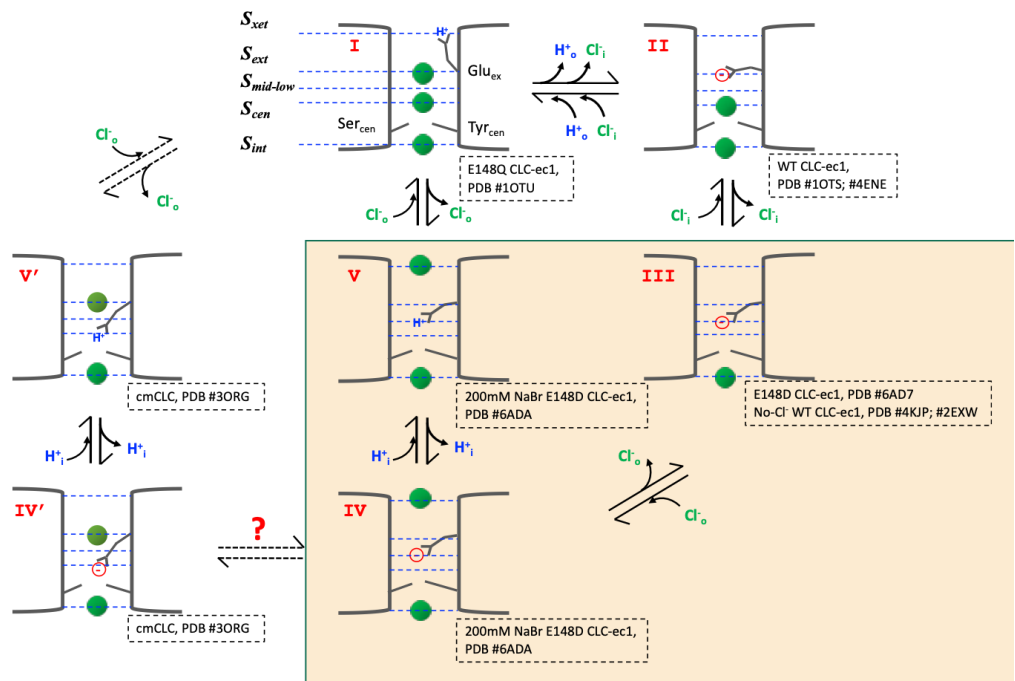 S_xet
I
H⁺
II
H⁺_o
Cl⁻_i
S_ext
Glu_ex
-
S_mid-low
S_cen
Ser_cen
Tyr_cen
H⁺_o
Cl⁻_i
S_int
Cl⁻_o
Cl⁻_o
E148Q CLC-ec1,
PDB #1OTU
WT CLC-ec1,
PDB #1OTS; #4ENE
Cl⁻_o
Cl⁻_o
Cl⁻_i
Cl⁻_i
V′
H⁺
cmCLC, PDB #3ORG
V
H⁺
200mM NaBr E148D CLC-ec1,
PDB #6ADA
III
-
E148D CLC-ec1, PDB #6AD7
No-Cl⁻ WT CLC-ec1, PDB #4KJP; #2EXW
H⁺_i
H⁺_i
H⁺_i
H⁺_i
Cl⁻_o
Cl⁻_o
IV′
-
cmCLC, PDB #3ORG
?
IV
-
200mM NaBr E148D CLC-ec1,
PDB #6ADA